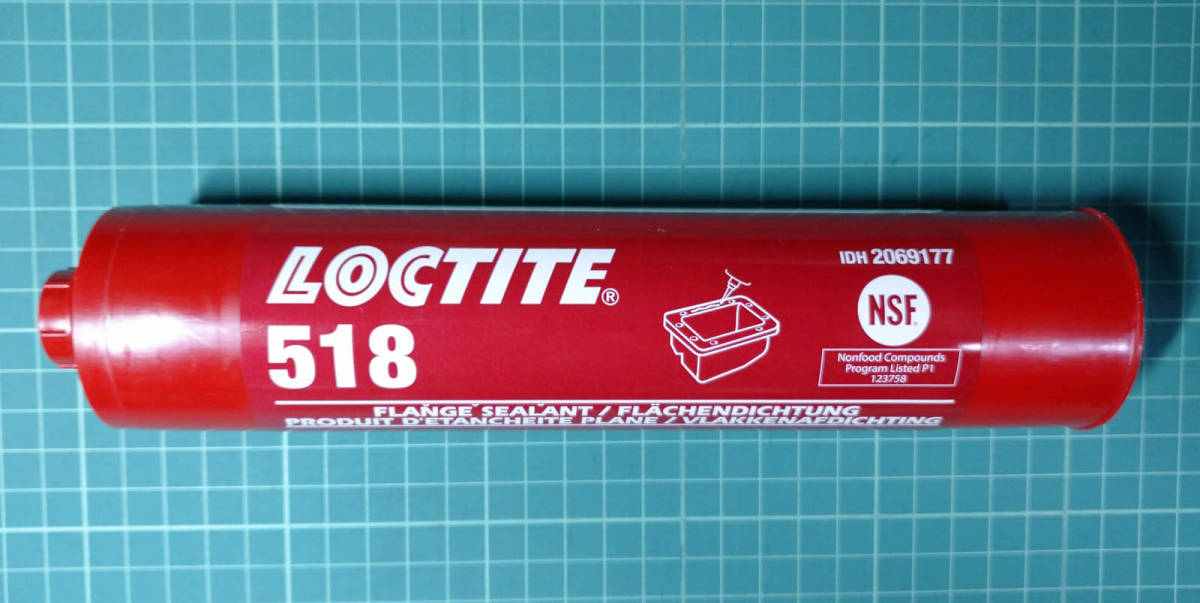 LOCTITE®
518
IDH 2069177
NSF®
Nonfood Compounds
Program Listed P1
123758
FLANGE SEALANT / FLÄCHENDICHTUNG
PRODUIT D'ETANCHEITE PLANE / VLAKKENAFDICHTING